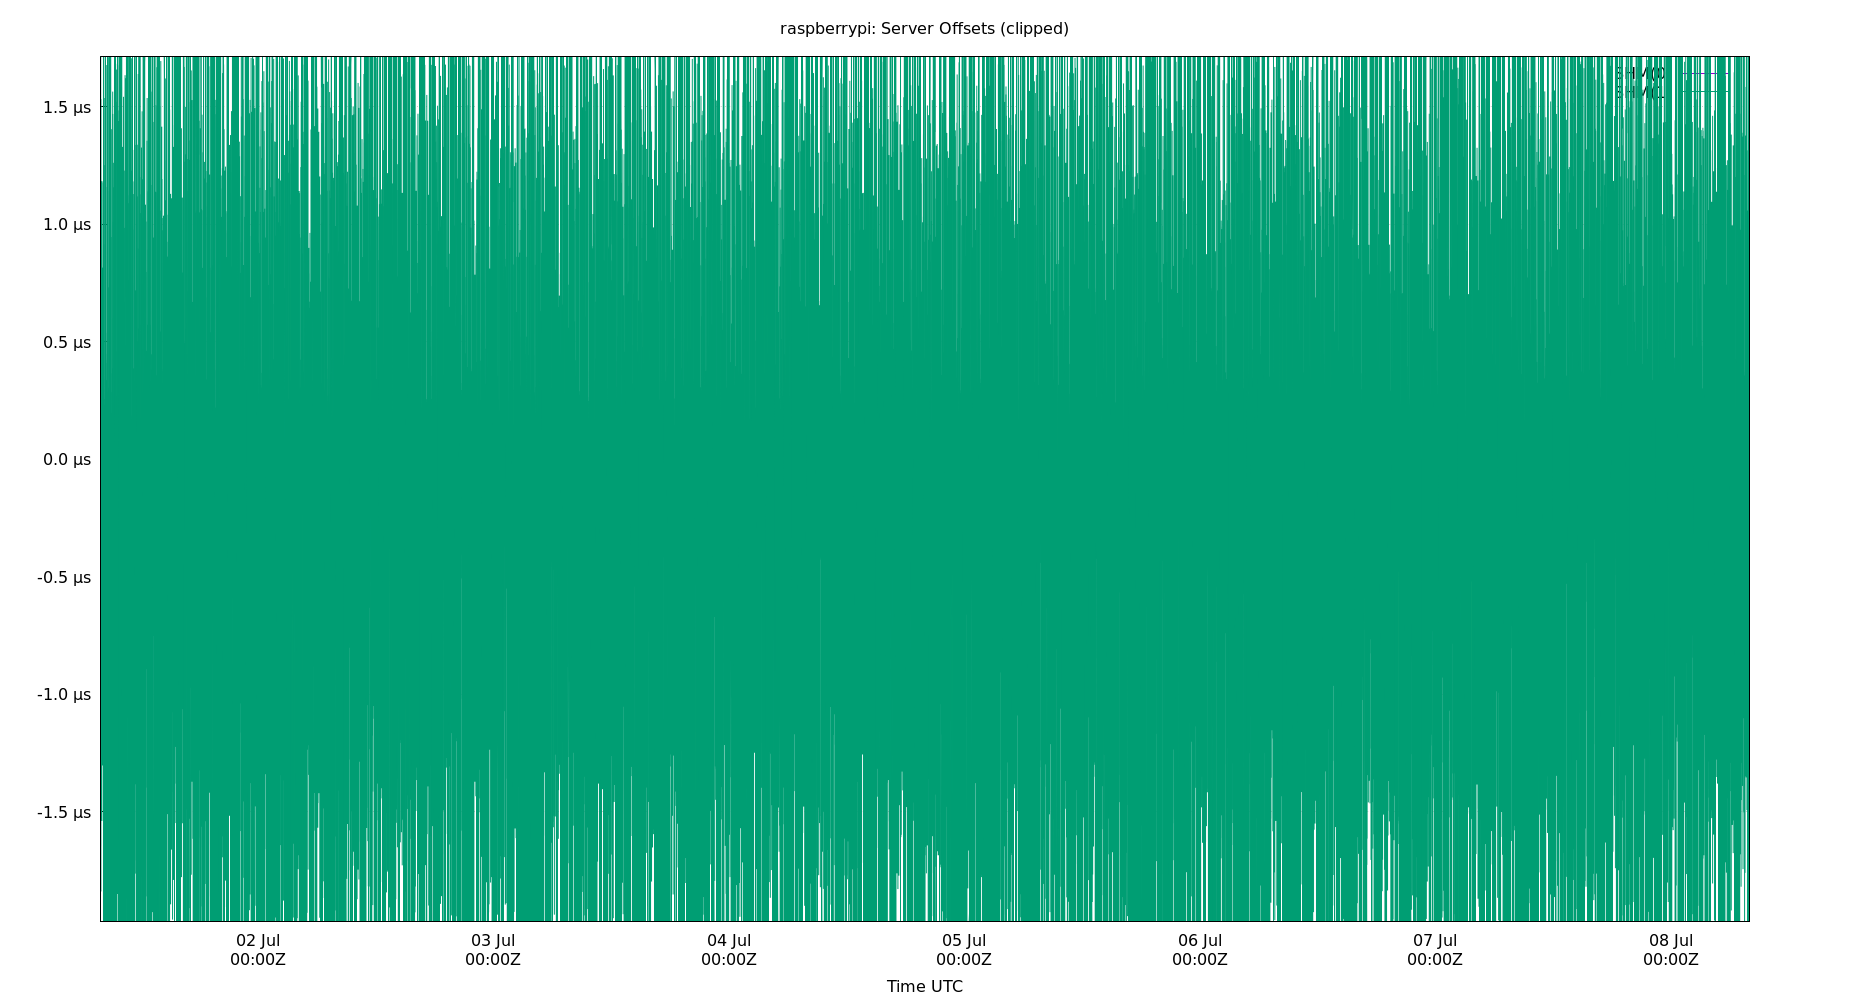 raspberrypi: Server Offsets (clipped)
1.5 µs
1.0 µs
0.5 µs
0.0 µs
-0.5 µs
-1.0 µs
-1.5 µs
02 Jul
00:00Z
03 Jul
00:00Z
04 Jul
00:00Z
05 Jul
00:00Z
06 Jul
00:00Z
07 Jul
00:00Z
08 Jul
00:00Z
Time UTC